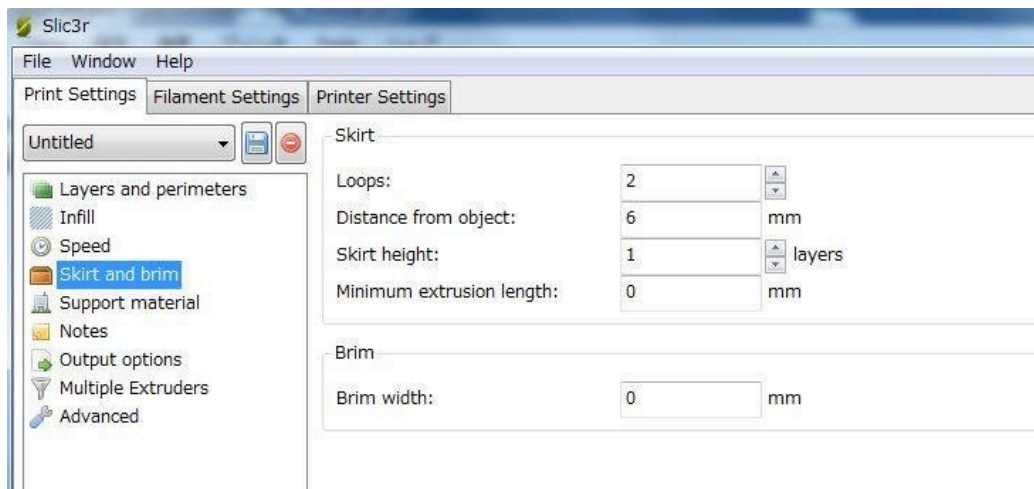 Slic3r
File Window Help
Print Settings Filament Settings Printer Settings
Untitled
Layers and perimeters
Infill
Speed
Skirt and brim
Support material
Notes
Output options
Multiple Extruders
Advanced
Skirt
Loops: 2
Distance from object: 6 mm
Skirt height: 1 layers
Minimum extrusion length: 0 mm
Brim
Brim width: 0 mm